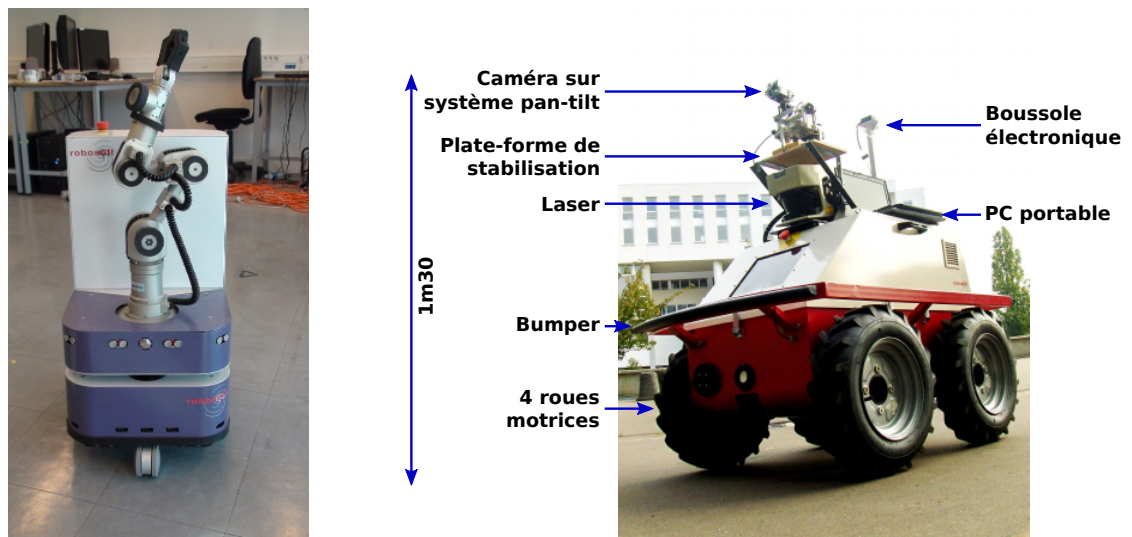 Caméra sur
système pan-tilt
Plate-forme de
stabilisation
Laser
1m30
Bumper
4 roues
motrices
Boussole
électronique
PC portable